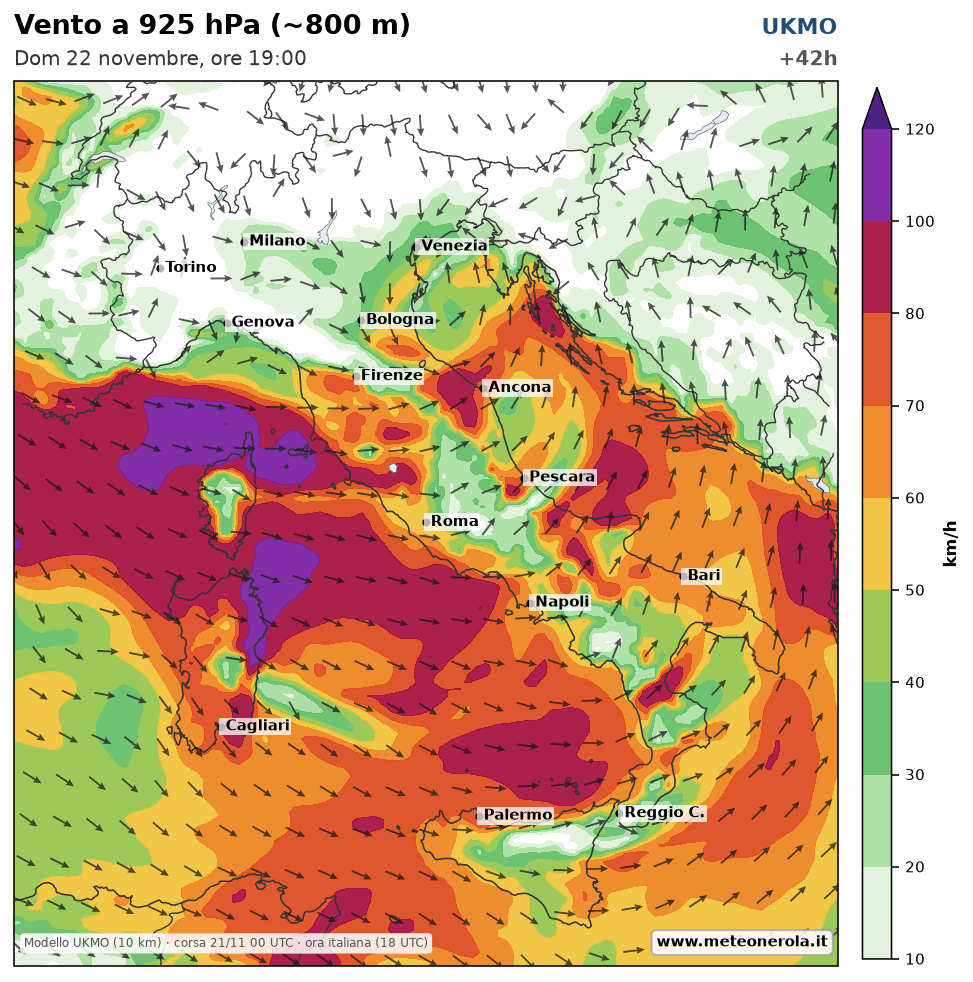 Vento a 925 hPa (~800 m)
UKMO
Dom 22 novembre, ore 19:00
+42h
Milano
Venezia
Torino
Genova
Bologna
Firenze
Ancona
Pescara
Roma
Bari
Napoli
Cagliari
Palermo
Reggio C.
120
100
80
70
60
50
40
30
20
10
km/h
Modello UKMO (10 km) · corsa 21/11 00 UTC · ora italiana (18 UTC)
www.meteonerola.it